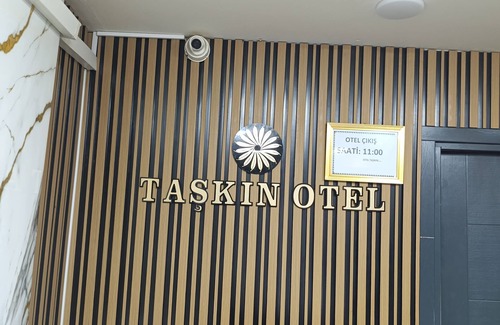 OTEL ÇIKIŞ
SAATİ: 11:00
TAŞKIN OTEL